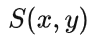 S(x, y)